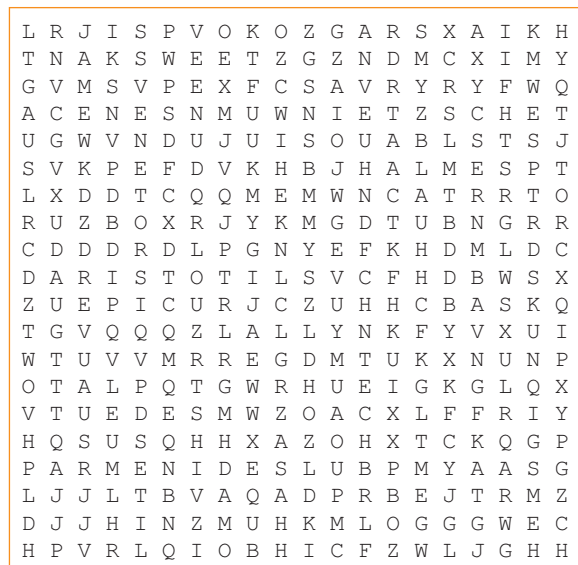 L R J I S P V O K O Z G A R S X A I K H
T N A K S W E E T Z G Z N D M C X I M Y
G V M S V P E X F C S A V R Y R Y F W Q
A C E N E S N M U W N I E T Z S C H E T
U G W V N D U J U I S O U A B L S T S J
S V K P E F D V K H B J H A L M E S P T
L X D D T C Q Q M E M W N C A T R R T O
R U Z B O X R J Y K M G D T U B N G R R
C D D D R D L P G N Y E F K H D M L D C
D A R I S T O T I L S V C F H D B W S X
Z U E P I C U R J C Z U H H C B A S K Q
T G V Q Q Q Z L A L L Y N K F Y V X U I
W T U V V M R R E G D M T U K X N U N P
O T A L P Q T G W R H U E I G K G L Q X
V T U E D E S M W Z O A C X L F F R I Y
H Q S U S Q H H X A Z O H X T C K Q G P
P A R M E N I D E S L U B P M Y A A S G
L J J L T B V A Q A D P R B E J T R M Z
D J J H I N Z M U H K M L O G G G W E C
H P V R L Q I O B H I C F Z W L J G H H